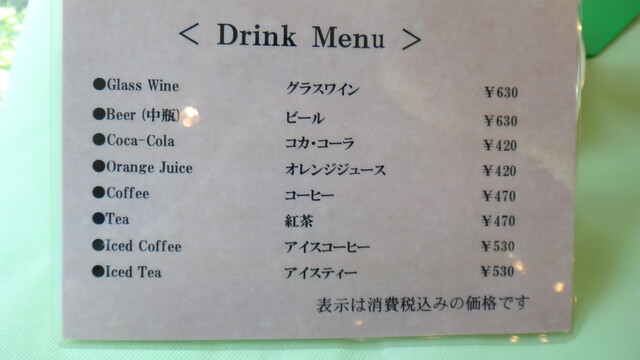 < Drink Menu >
●Glass Wine グラスワイン ￥630
●Beer (中瓶) ビール ￥630
●Coca-Cola コカ・コーラ ￥420
●Orange Juice オレンジジュース ￥420
●Coffee コーヒー ￥470
●Tea 紅茶 ￥470
●Iced Coffee アイスコーヒー ￥530
●Iced Tea アイスティー ￥530
表示は消費税込みの価格です